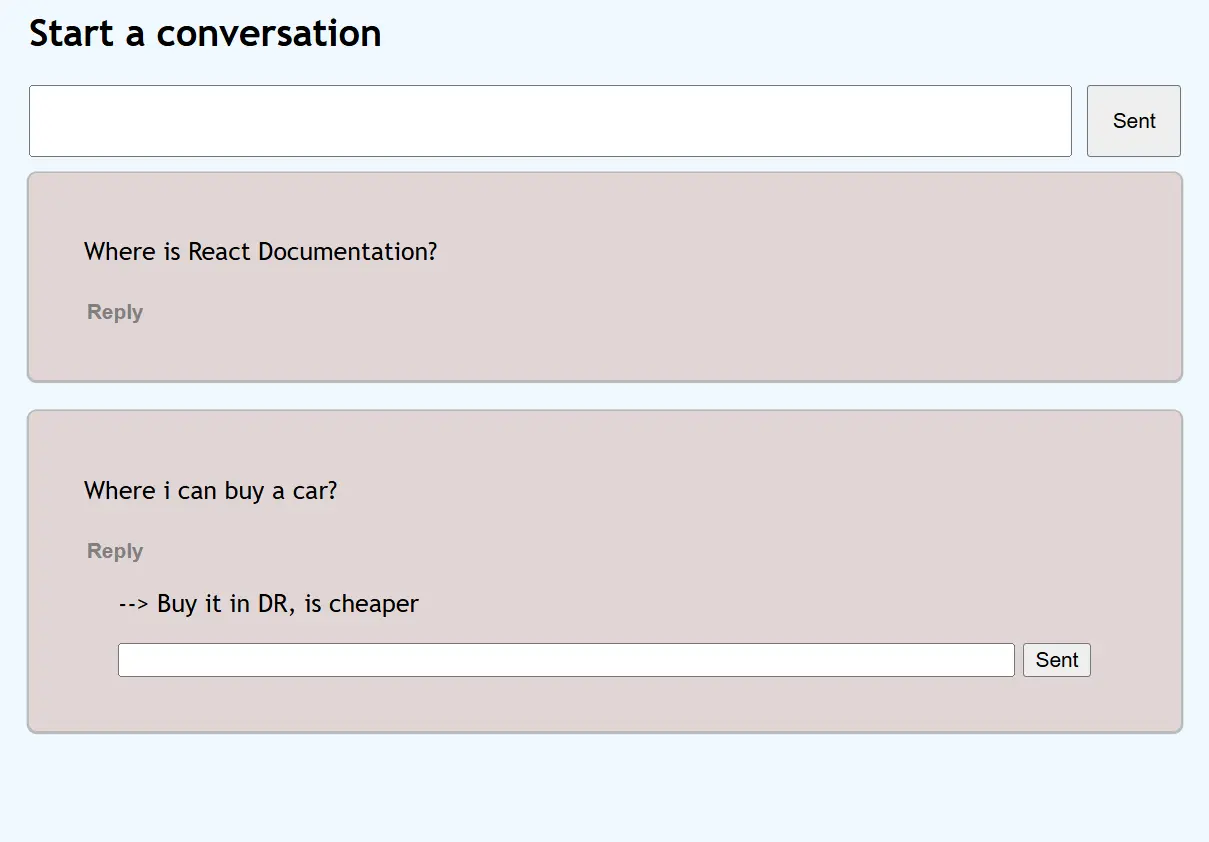 Start a conversation
Sent
Where is React Documentation?
Reply
Where i can buy a car?
Reply
--> Buy it in DR, is cheaper
Sent